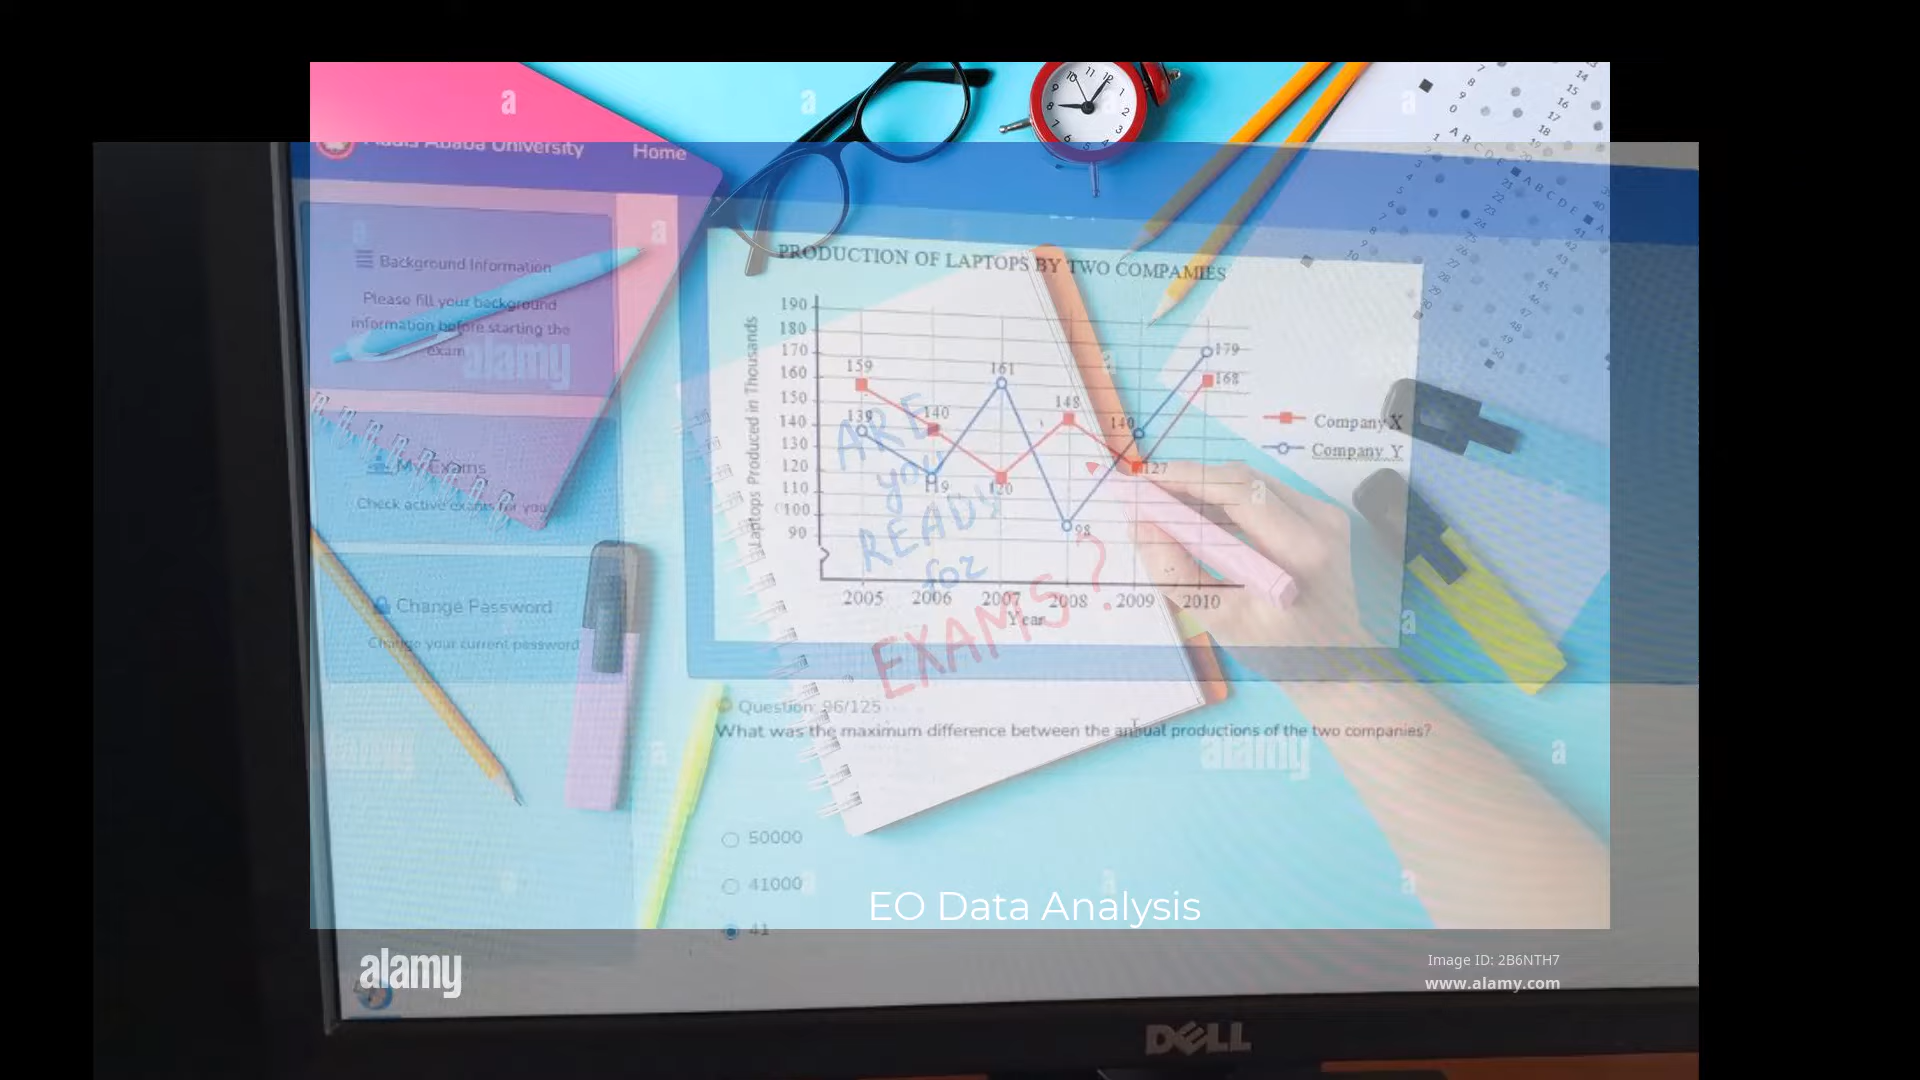 Addis Ababa University
Home
Background Information
Please fill your background
information before starting the
exam
My Exams
Check active exams for you
Change Password
Change your current password
PRODUCTION OF LAPTOPS BY TWO COMPAMIES
Laptops Produced in Thousands
190
180
170
160
150
140
130
120
110
100
90
159
139
140
119
161
120
148
98
140
127
179
168
Company X
Company Y
2005 2006 2007 2008 2009 2010
Year
ARE
you
READY
for
EXAMS?
Question: 96/125
What was the maximum difference between the annual productions of the two companies?
50000
41000
41
EO Data Analysis
alamy
alamy
alamy
Image ID: 2B6NTH7
www.alamy.com
DELL